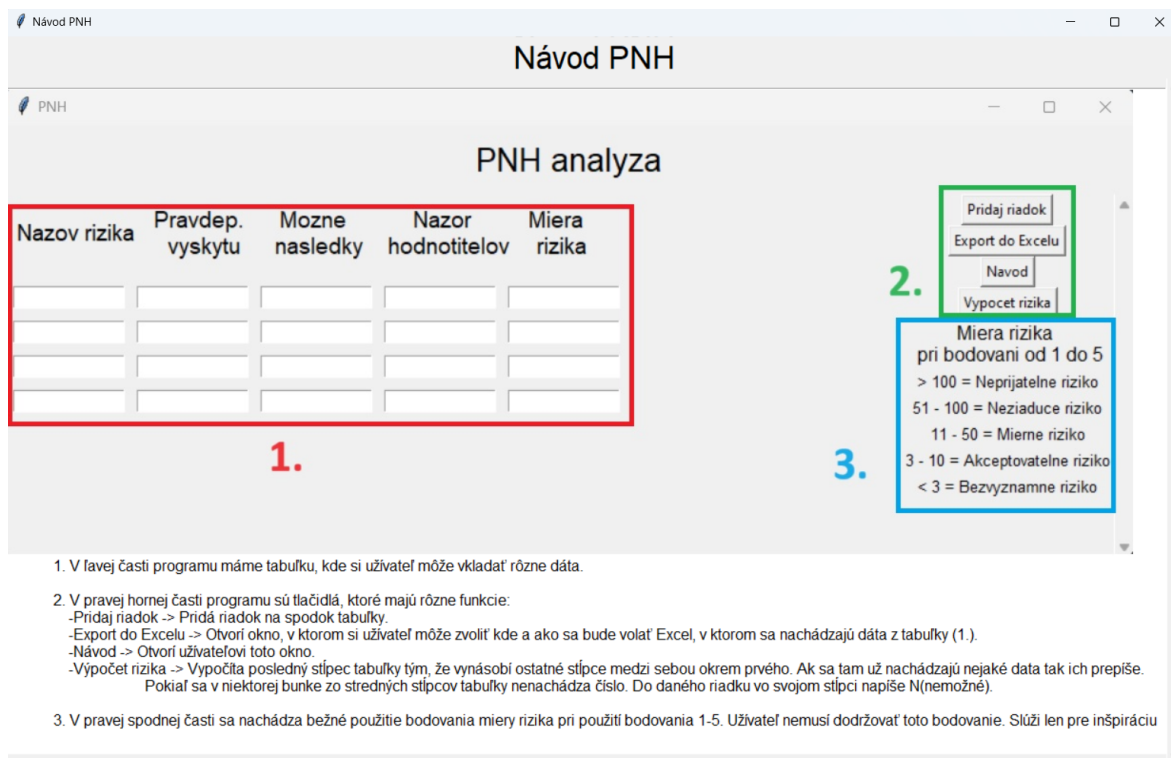 Návod PNH
Návod PNH
PNH
PNH analyza
Nazov rizika
Pravdep.
vyskytu
Mozne
nasledky
Nazor
hodnotitelov
Miera
rizika
1.
2.
Pridaj riadok
Export do Excelu
Navod
Vypocet rizika
3.
Miera rizika
pri bodovani od 1 do 5
> 100 = Neprijatelne riziko
51 - 100 = Neziaduce riziko
11 - 50 = Mierne riziko
3 - 10 = Akceptovatelne riziko
< 3 = Bezvyznamne riziko
1. V ľavej časti programu máme tabuľku, kde si užívateľ môže vkladať rôzne dáta.
2. V pravej hornej časti programu sú tlačidlá, ktoré majú rôzne funkcie:
-Pridaj riadok -> Pridá riadok na spodok tabuľky.
-Export do Excelu -> Otvorí okno, v ktorom si užívateľ môže zvoliť kde a ako sa bude volať Excel, v ktorom sa nachádzajú dáta z tabuľky (1.).
-Návod -> Otvorí užívateľovi toto okno.
-Výpočet rizika -> Vypočíta posledný stĺpec tabuľky tým, že vynásobí ostatné stĺpce medzi sebou okrem prvého. Ak sa tam už nachádzajú nejaké data tak ich prepíše.
Pokiaľ sa v niektorej bunke zo stredných stĺpcov tabuľky nenachádza číslo. Do daného riadku vo svojom stĺpci napíše N(nemožné).
3. V pravej spodnej časti sa nachádza bežné použitie bodovania miery rizika pri použití bodovania 1-5. Užívateľ nemusí dodržovať toto bodovanie. Slúži len pre inšpiráciu